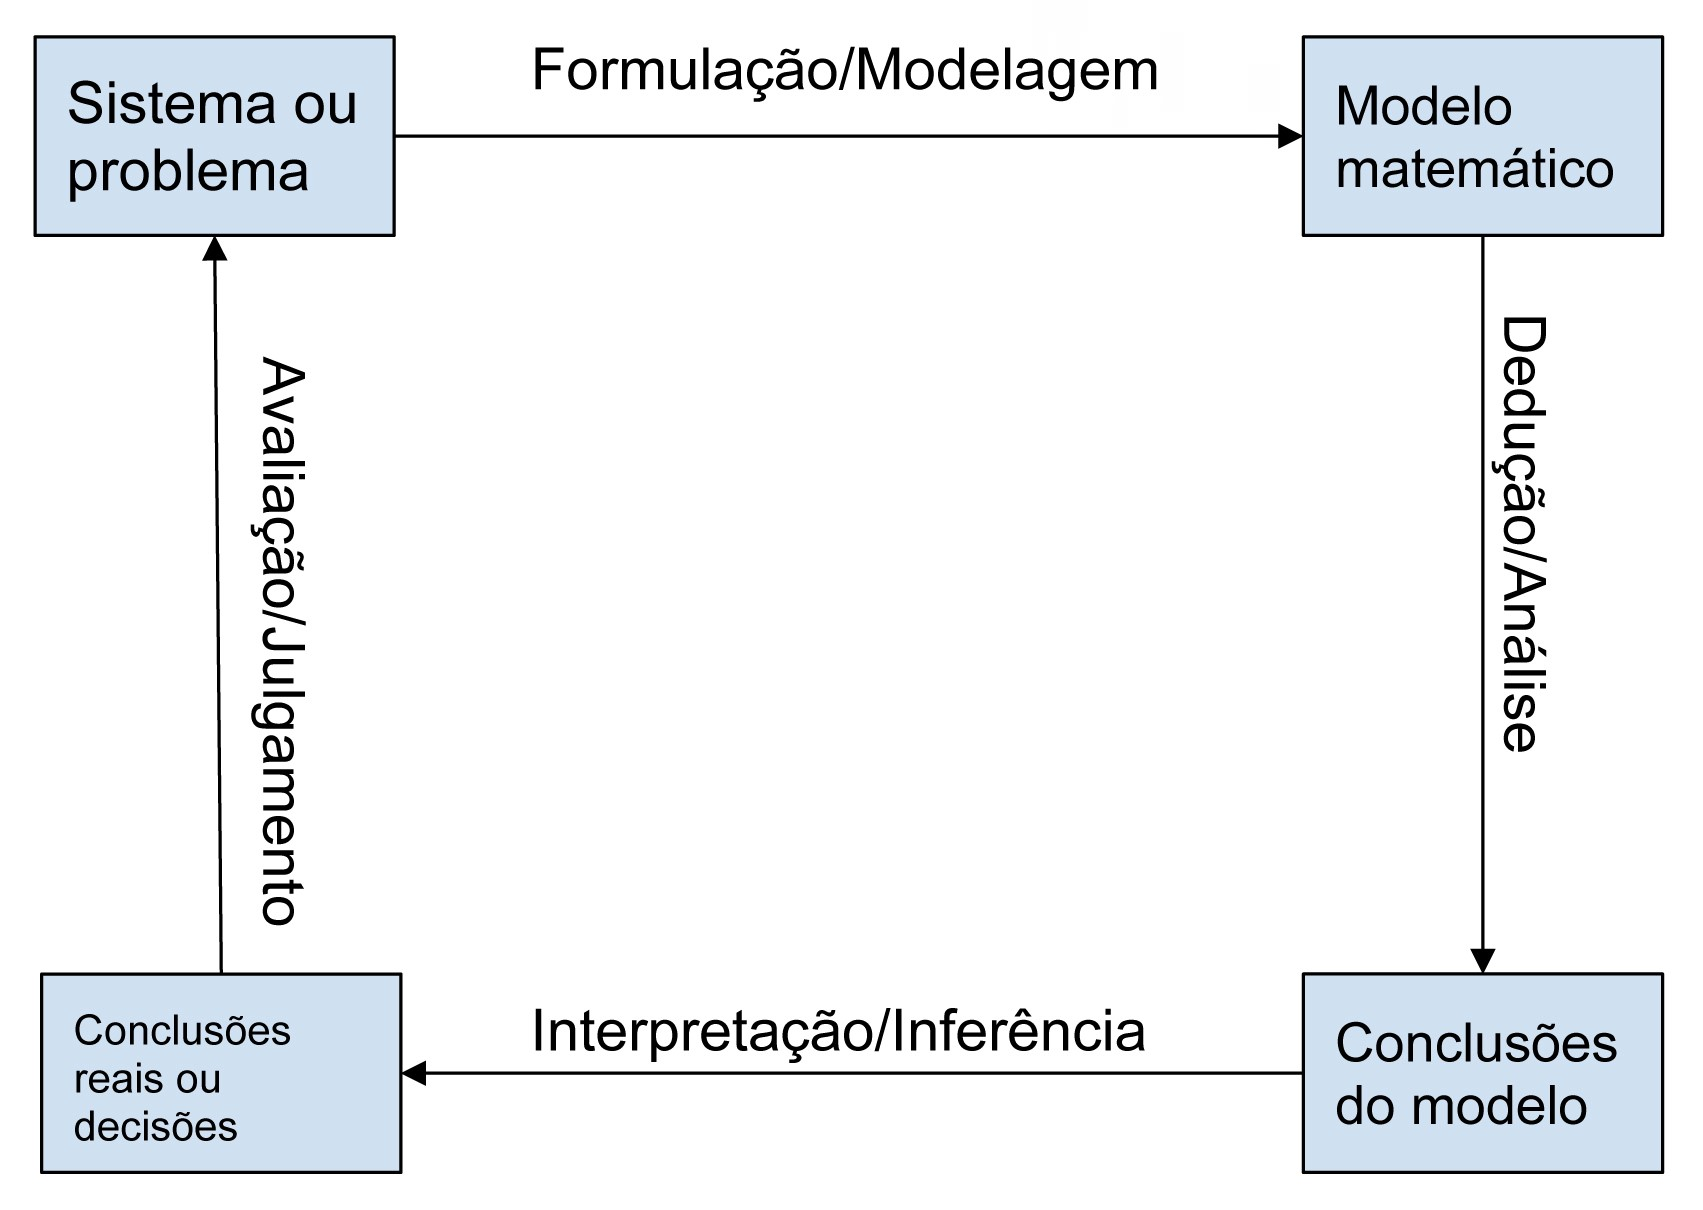 Sistema ou
problema
Formulação/Modelagem
Modelo
matemático
Dedução/Análise
Avaliação/Julgamento
Conclusões
reais ou
decisões
Interpretação/Inferência
Conclusões
do modelo